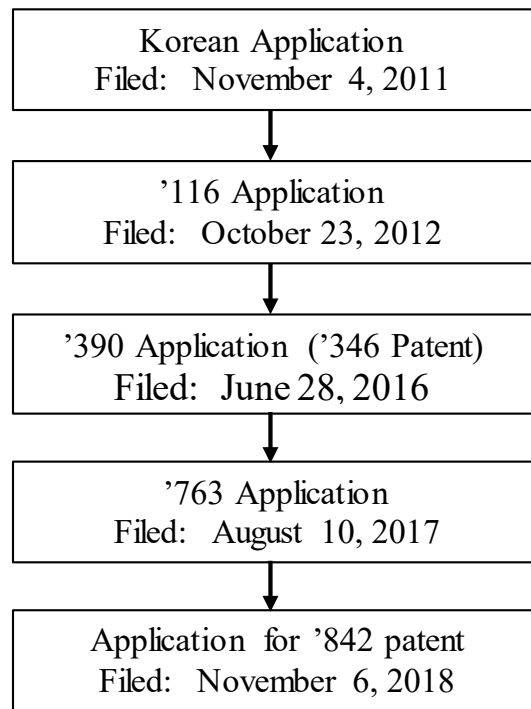 Korean Application
Filed: November 4, 2011
’116 Application
Filed: October 23, 2012
’390 Application (’346 Patent)
Filed: June 28, 2016
’763 Application
Filed: August 10, 2017
Application for ’842 patent
Filed: November 6, 2018